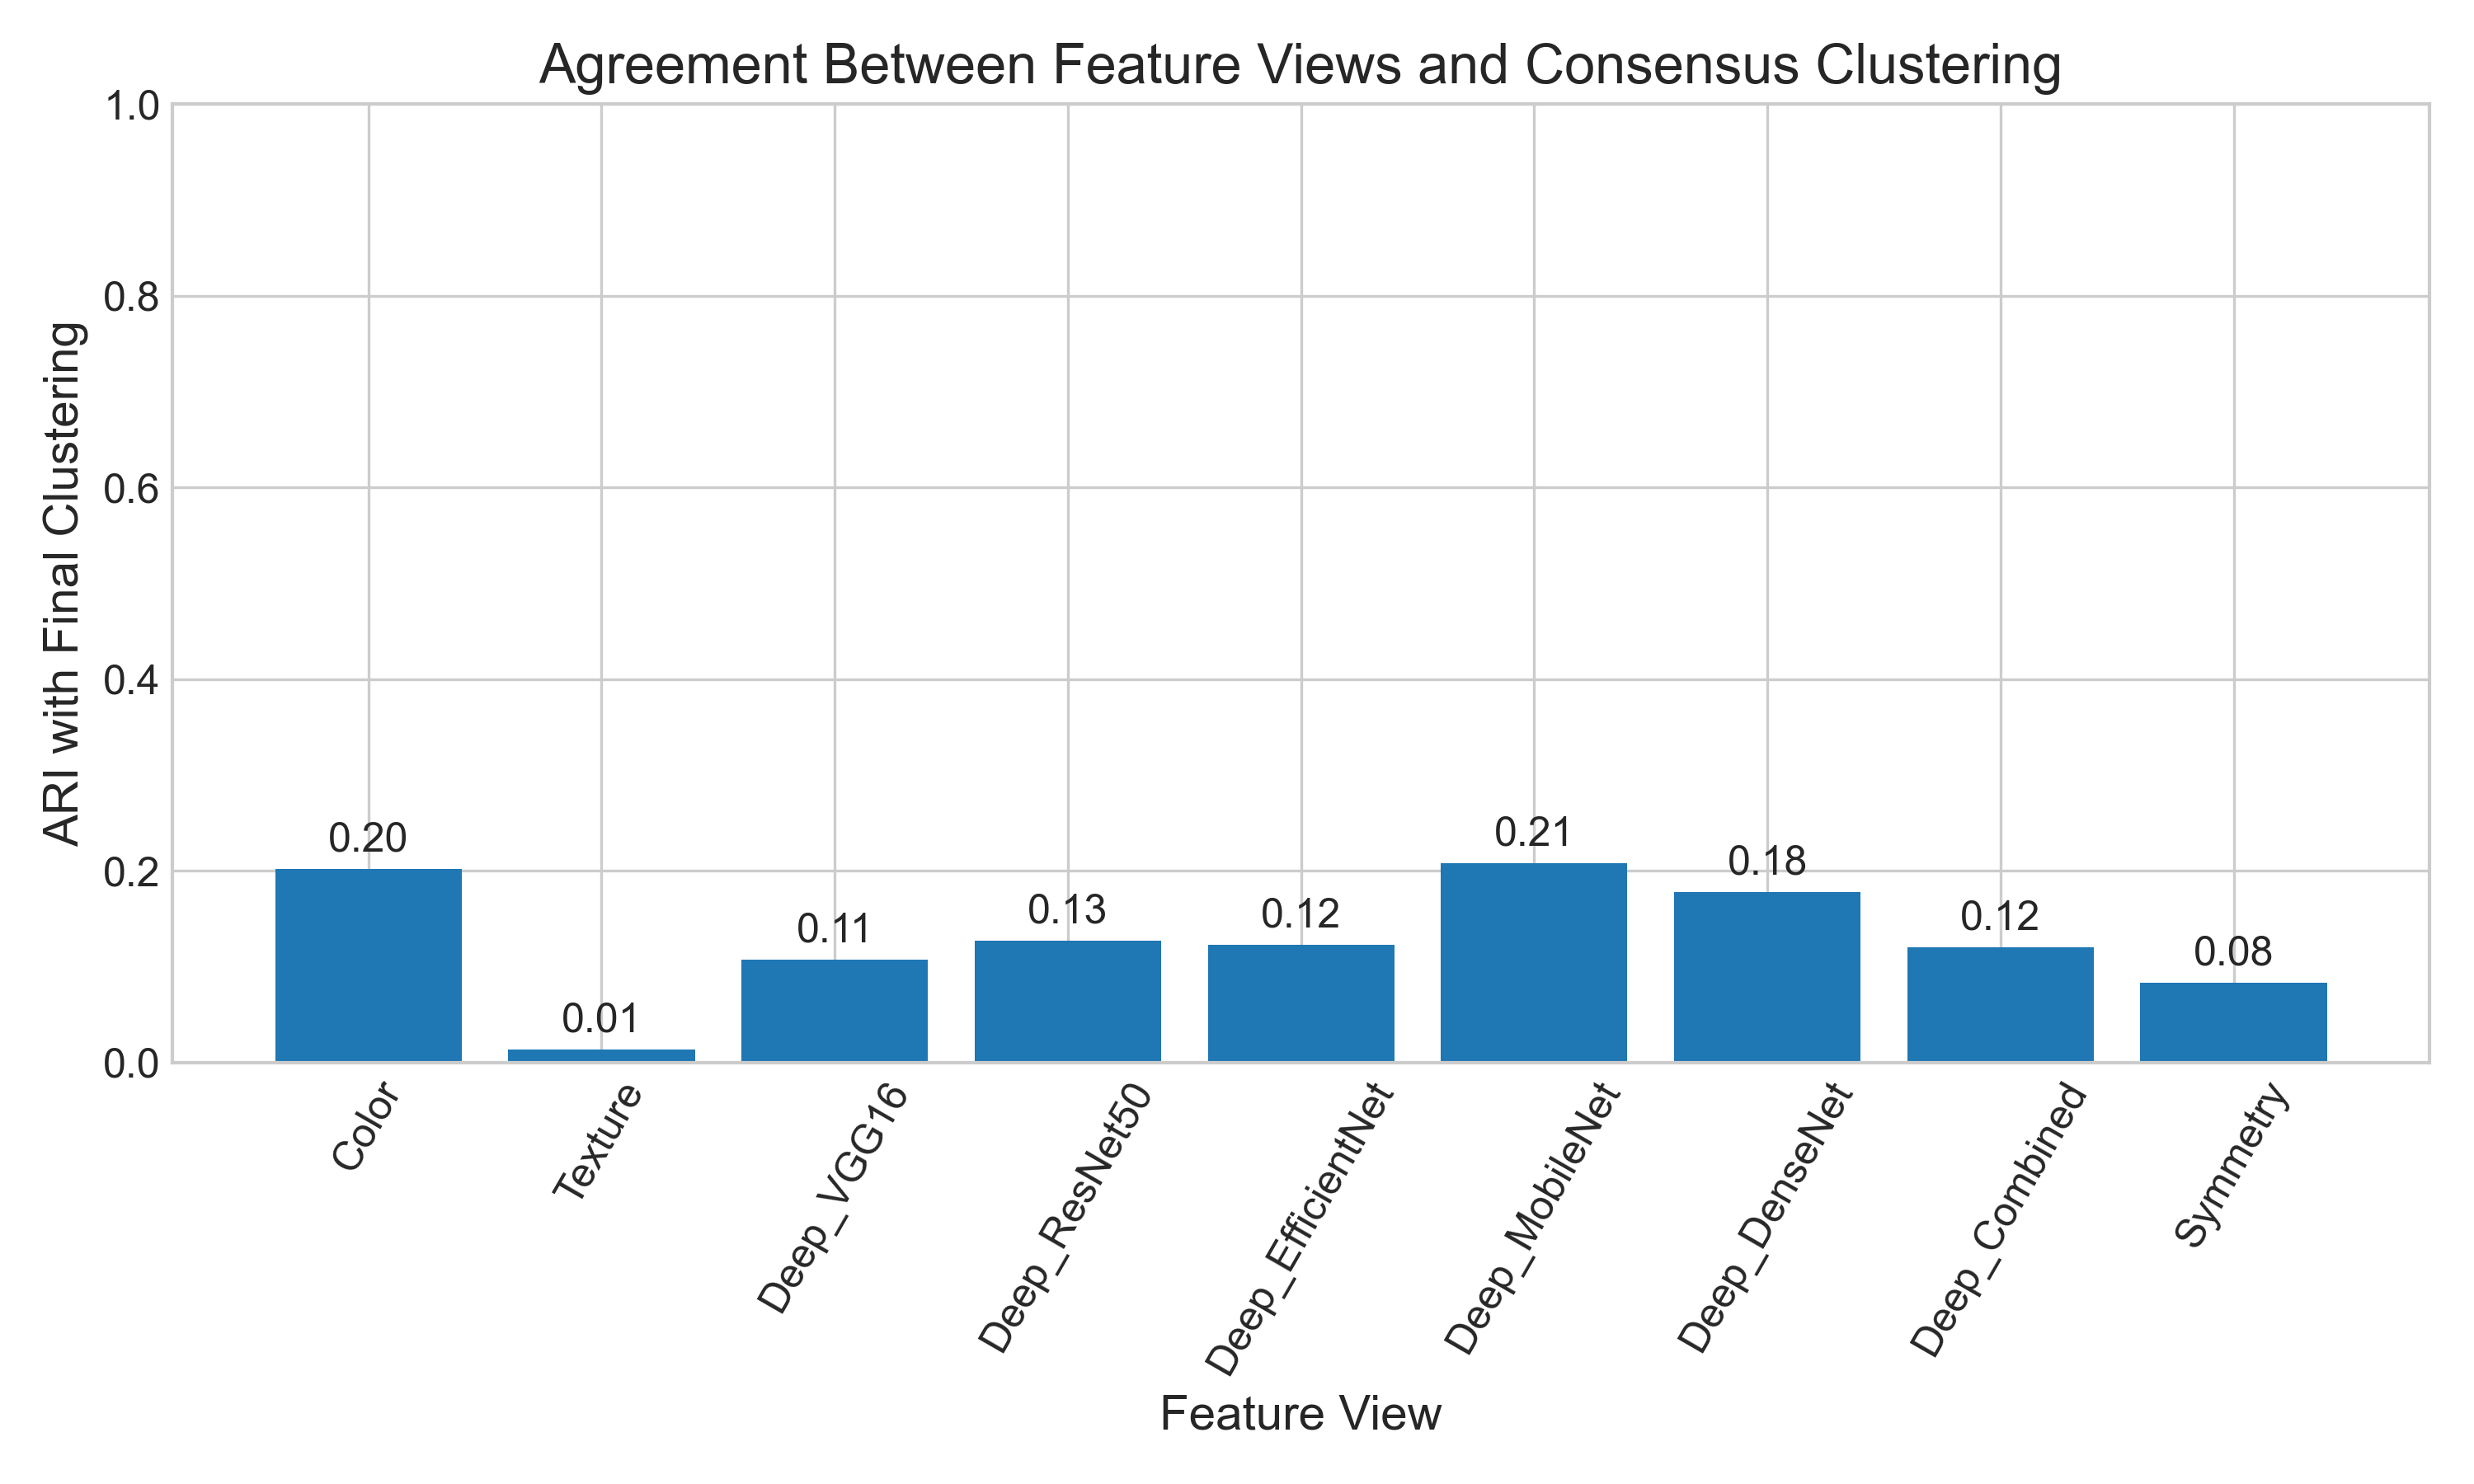 Agreement Between Feature Views and Consensus Clustering
ARI with Final Clustering
1.0
0.8
0.6
0.4
0.2
0.0
0.20
0.01
0.11
0.13
0.12
0.21
0.18
0.12
0.08
Color
Texture
Deep_VGG16
Deep_ResNet50
Deep_EfficientNet
Deep_MobileNet
Deep_DenseNet
Deep_Combined
Symmetry
Feature View